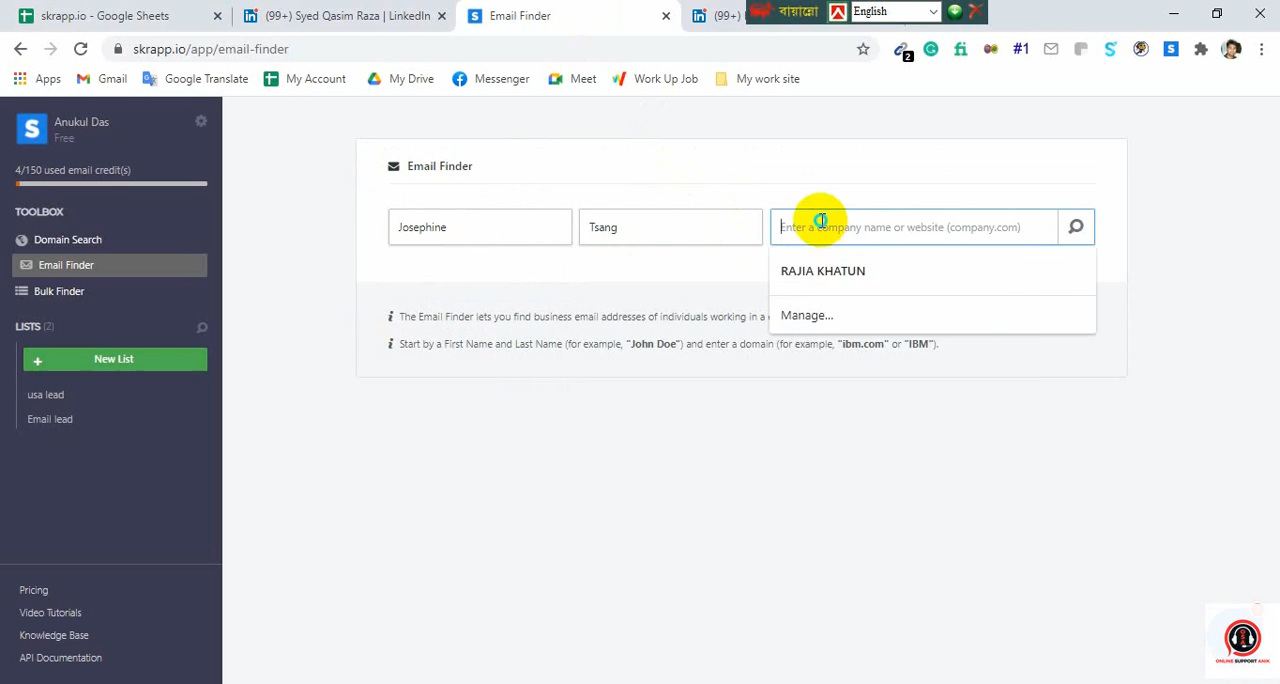 skrapp.io - Google Sheets
(99+) Syed Qasim Raza | LinkedIn
Email Finder
(99+)
বায়ান্নো
English
skrapp.io/app/email-finder
2
#1
Apps
Gmail
Google Translate
My Account
My Drive
Messenger
Meet
Work Up Job
My work site
S
Anukul Das
Free
4/150 used email credit(s)
TOOLBOX
Domain Search
Email Finder
Bulk Finder
LISTS (2)
+ New List
usa lead
Email lead
Pricing
Video Tutorials
Knowledge Base
API Documentation
Email Finder
Josephine
Tsang
Enter a company name or website (company.com)
RAJIA KHATUN
Manage...
The Email Finder lets you find business email addresses of individuals working in a
Start by a First Name and Last Name (for example, "John Doe") and enter a domain (for example, "ibm.com" or "IBM").
ONLINE SUPPORT ANIK